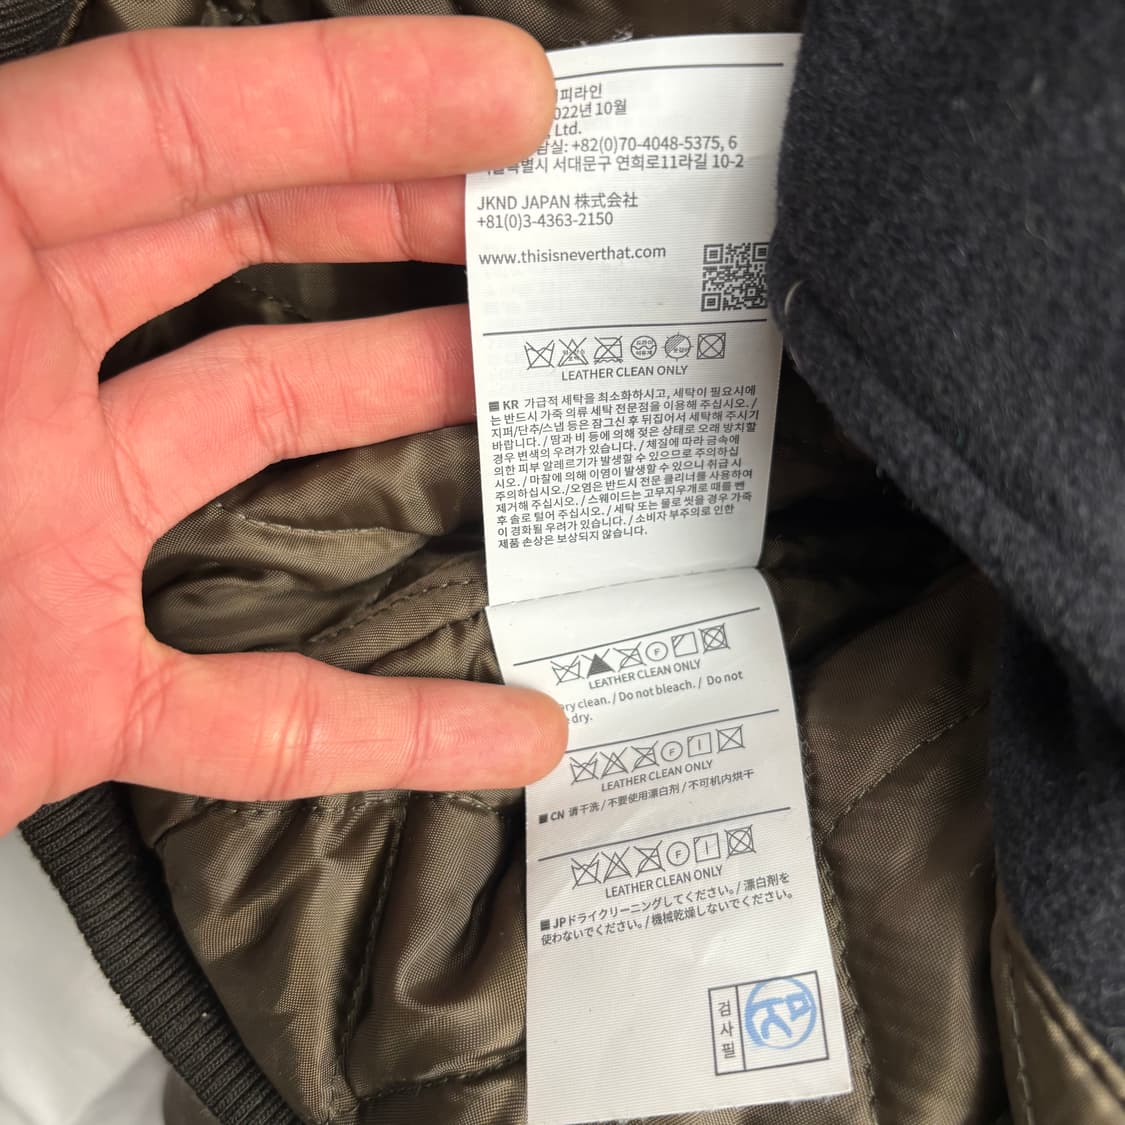 피라인
022년 10월
Ltd.
담실: +82(0)70-4048-5375, 6
서울특별시 서대문구 연희로11라길 10-2
JKND JAPAN 株式会社
+81(0)3-4363-2150
www.thisisneverthat.com
드라이
석유계
손세탁
LEATHER CLEAN ONLY
KR 가급적 세탁을 최소화하시고, 세탁이 필요시에
는 반드시 가죽 의류 세탁 전문점을 이용해 주십시오. /
지퍼/단추/스냅 등은 잠그신 후 뒤집어서 세탁해 주시기
바랍니다. / 땀과 비 등에 의해 젖은 상태로 오래 방치할
경우 변색의 우려가 있습니다. / 체질에 따라 금속에
의한 피부 알레르기가 발생할 수 있으므로 주의하십
시오. / 마찰에 의해 이염이 발생할 수 있으니 취급 시
주의하십시오./오염은 반드시 전문 클리너를 사용하여
제거해 주십시오. / 스웨이드는 고무지우개로 때를 뺀
후 솔로 털어 주십시오. / 세탁 또는 물로 씻을 경우 가죽
이 경화될 우려가 있습니다. / 소비자 부주의로 인한
제품 손상은 보상되지 않습니다.
F
LEATHER CLEAN ONLY
ry clean. / Do not bleach. / Do not
dry.
F
LEATHER CLEAN ONLY
CN 请干洗 / 不要使用漂白剂 / 不可机内烘干
F
LEATHER CLEAN ONLY
JP ドライクリーニングしてください。/ 漂白剤を
使わないでください。/ 機械乾燥しないでください。
검사필